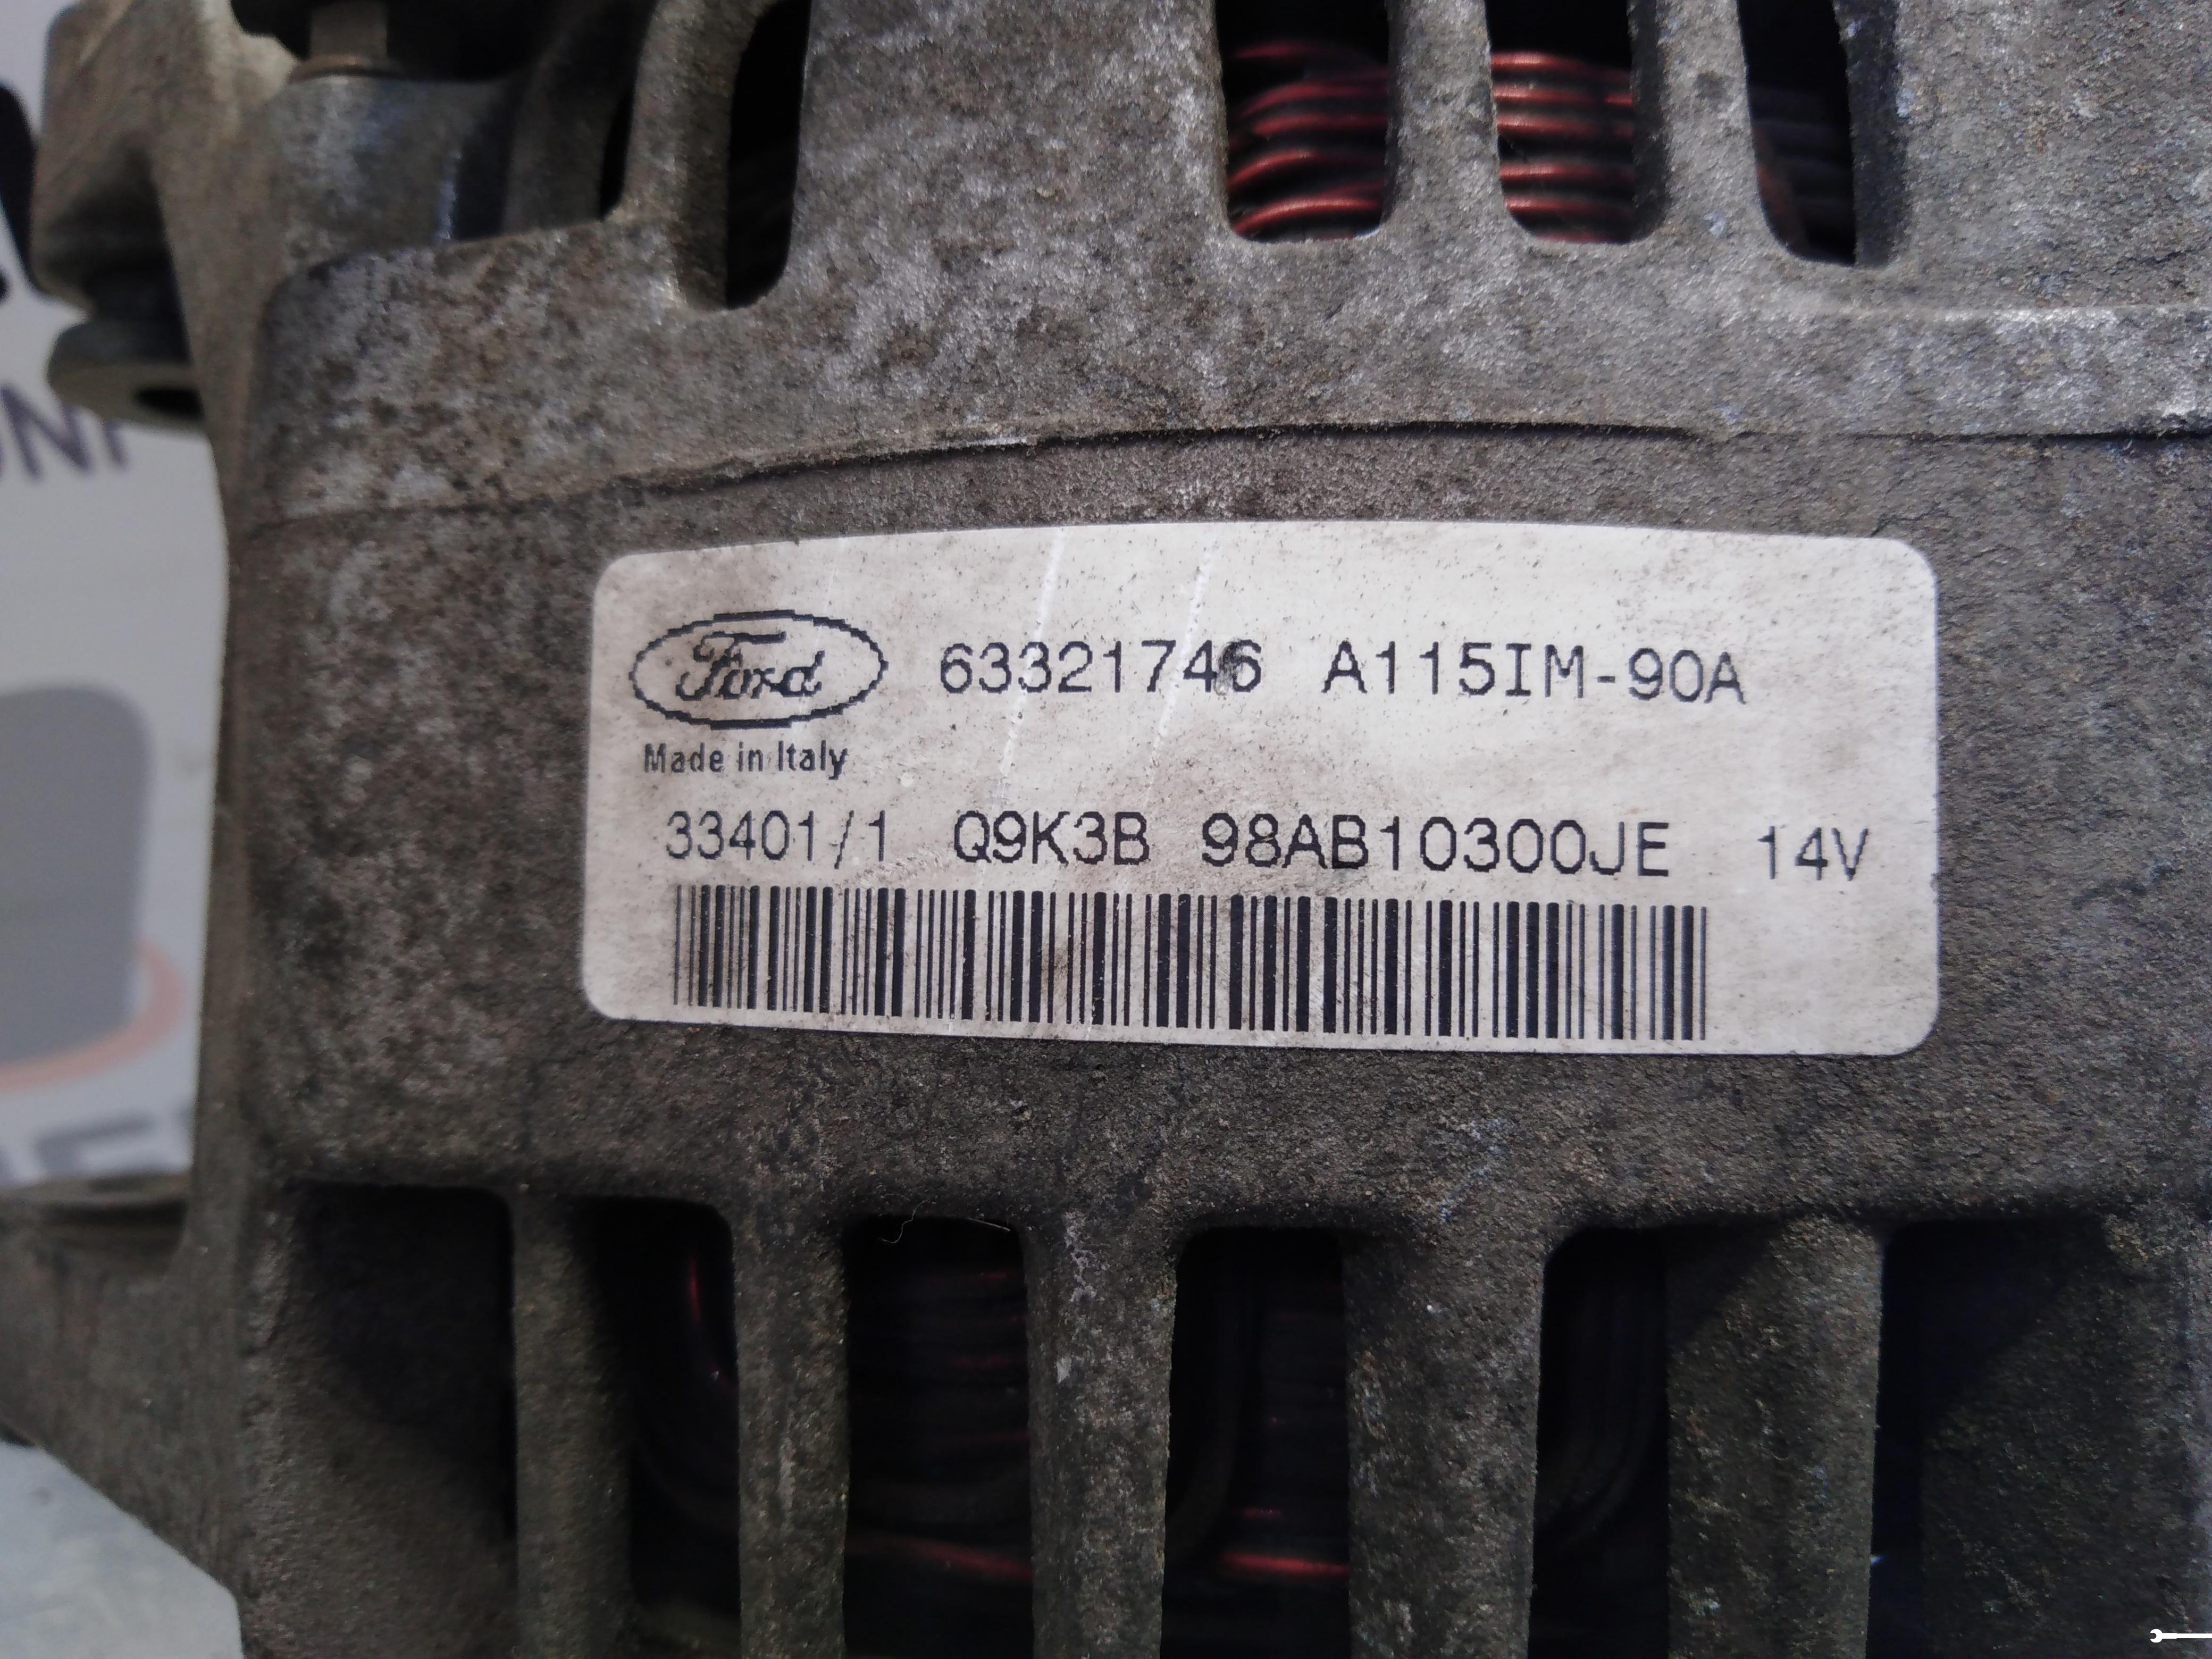 Ford 63321746 A115IM-90A
Made in Italy
33401/1 Q9K3B 98AB10300JE 14V